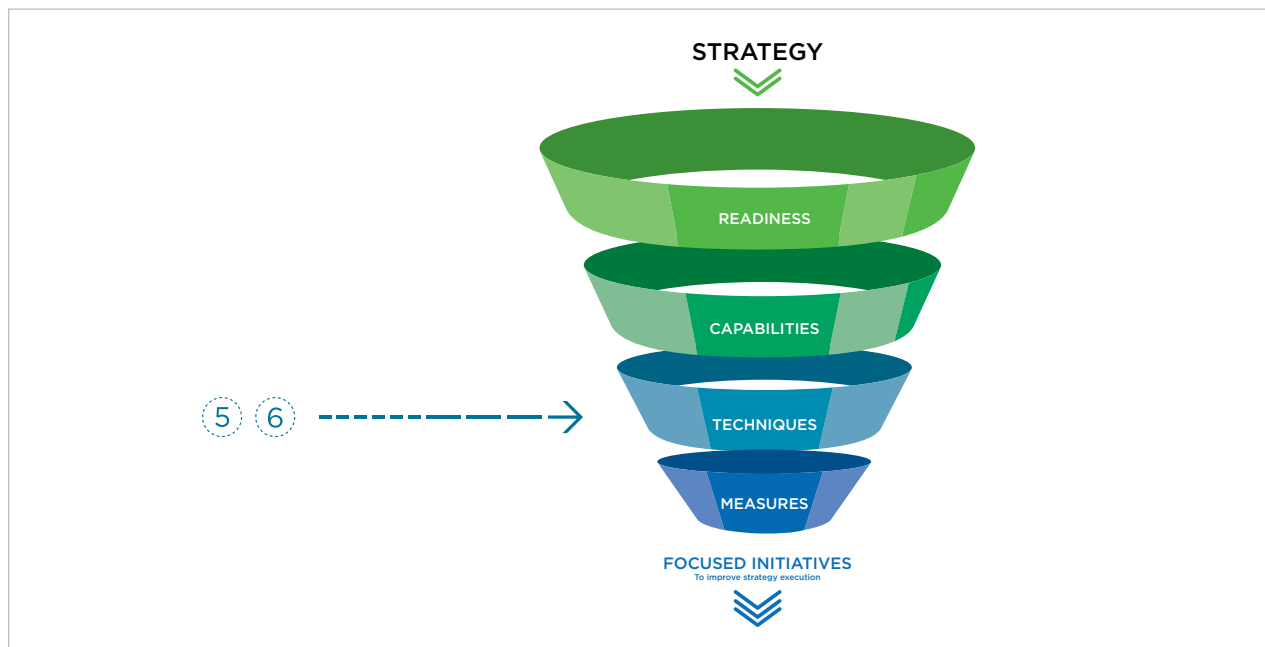 STRATEGY
READINESS
CAPABILITIES
5 6
TECHNIQUES
MEASURES
FOCUSED INITIATIVES
To improve strategy execution